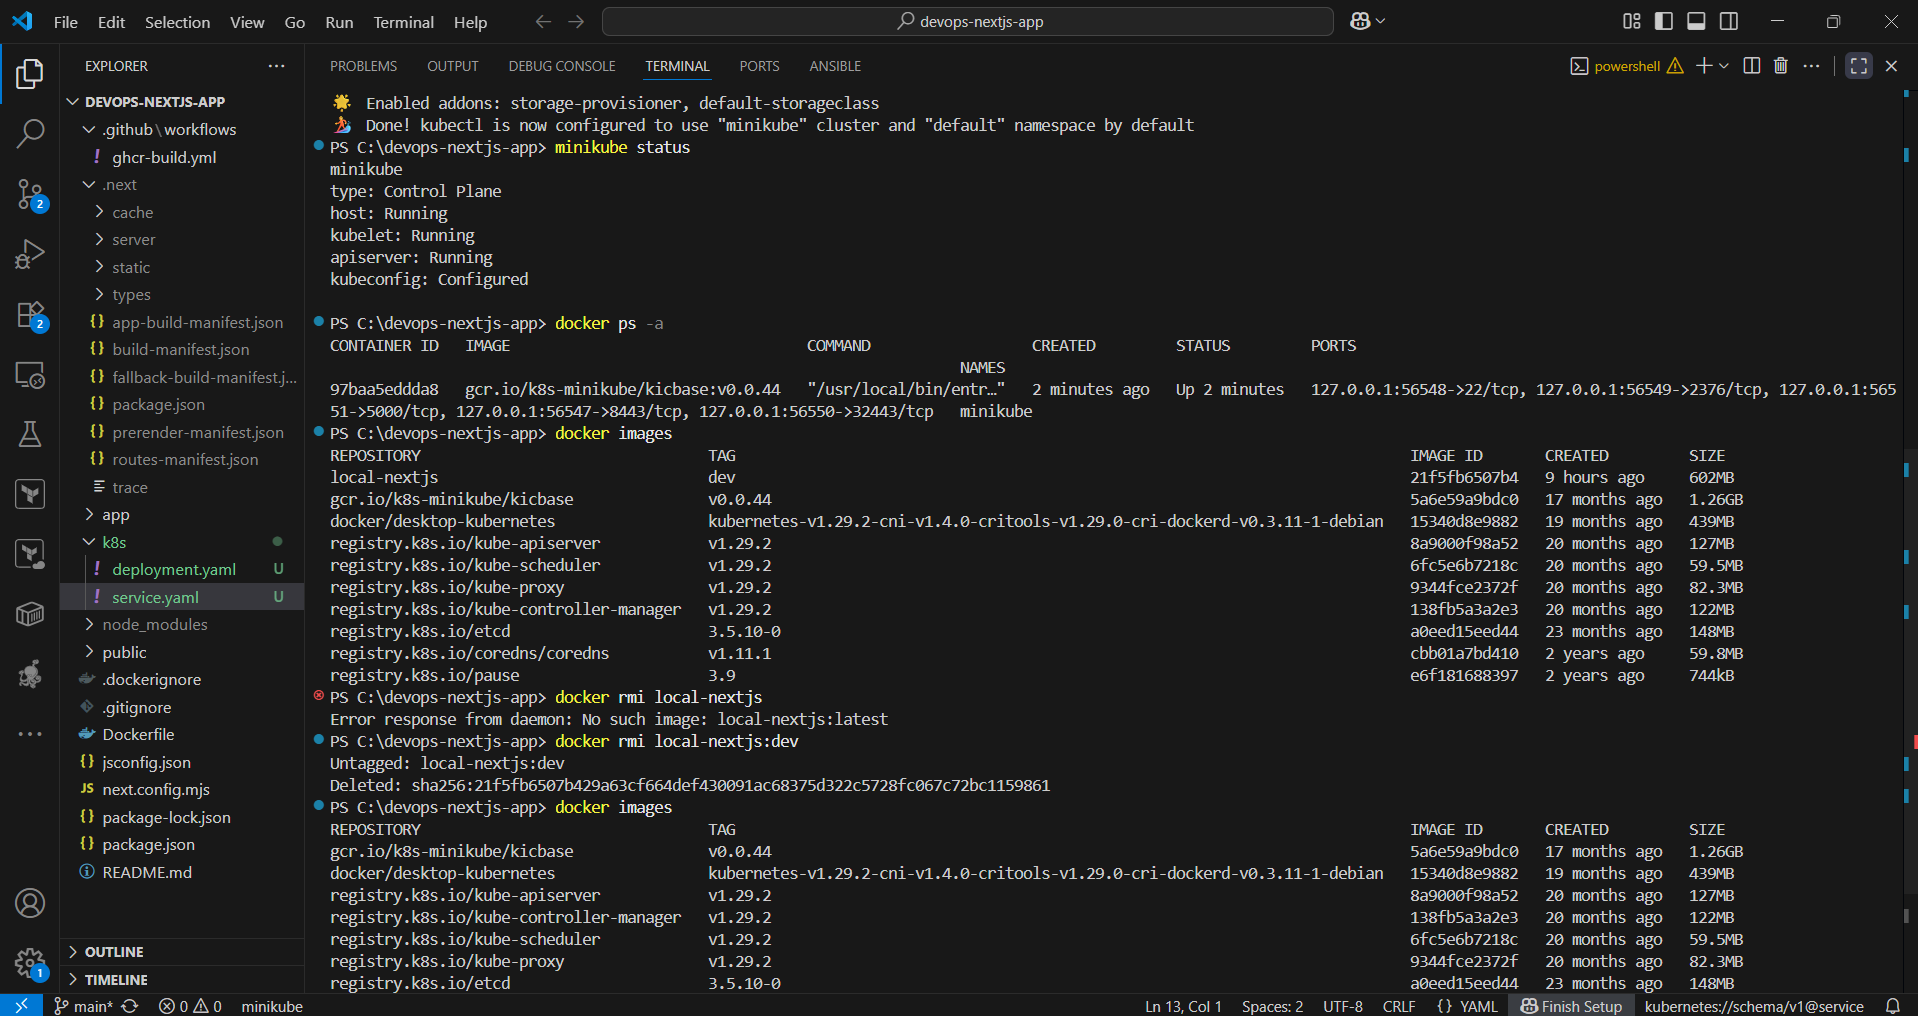 File Edit Selection View Go Run Terminal Help
devops-nextjs-app
EXPLORER
DEVOPS-NEXTJS-APP
.github\workflows
! ghcr-build.yml
.next
cache
server
static
types
{} app-build-manifest.json
{} build-manifest.json
{} fallback-build-manifest.j...
{} package.json
{} prerender-manifest.json
{} routes-manifest.json
trace
app
k8s
! deployment.yaml U
! service.yaml U
node_modules
public
.dockerignore
.gitignore
Dockerfile
{} jsconfig.json
JS next.config.mjs
{} package-lock.json
{} package.json
README.md
OUTLINE
TIMELINE
2
2
1
PROBLEMS OUTPUT DEBUG CONSOLE TERMINAL PORTS ANSIBLE
powershell
🌟 Enabled addons: storage-provisioner, default-storageclass
🏄 Done! kubectl is now configured to use "minikube" cluster and "default" namespace by default
PS C:\devops-nextjs-app> minikube status
minikube
type: Control Plane
host: Running
kubelet: Running
apiserver: Running
kubeconfig: Configured
PS C:\devops-nextjs-app> docker ps -a
CONTAINER ID IMAGE COMMAND CREATED STATUS PORTS
NAMES
97baa5eddda8 gcr.io/k8s-minikube/kicbase:v0.0.44 "/usr/local/bin/entr…" 2 minutes ago Up 2 minutes 127.0.0.1:56548->22/tcp, 127.0.0.1:56549->2376/tcp, 127.0.0.1:565
51->5000/tcp, 127.0.0.1:56547->8443/tcp, 127.0.0.1:56550->32443/tcp minikube
PS C:\devops-nextjs-app> docker images
REPOSITORY TAG IMAGE ID CREATED SIZE
local-nextjs dev 21f5fb6507b4 9 hours ago 602MB
gcr.io/k8s-minikube/kicbase v0.0.44 5a6e59a9bdc0 17 months ago 1.26GB
docker/desktop-kubernetes kubernetes-v1.29.2-cni-v1.4.0-critools-v1.29.0-cri-dockerd-v0.3.11-1-debian 15340d8e9882 19 months ago 439MB
registry.k8s.io/kube-apiserver v1.29.2 8a9000f98a52 20 months ago 127MB
registry.k8s.io/kube-scheduler v1.29.2 6fc5e6b7218c 20 months ago 59.5MB
registry.k8s.io/kube-proxy v1.29.2 9344fce2372f 20 months ago 82.3MB
registry.k8s.io/kube-controller-manager v1.29.2 138fb5a3a2e3 20 months ago 122MB
registry.k8s.io/etcd 3.5.10-0 a0eed15eed44 23 months ago 148MB
registry.k8s.io/coredns/coredns v1.11.1 cbb01a7bd410 2 years ago 59.8MB
registry.k8s.io/pause 3.9 e6f181688397 2 years ago 744kB
PS C:\devops-nextjs-app> docker rmi local-nextjs
Error response from daemon: No such image: local-nextjs:latest
PS C:\devops-nextjs-app> docker rmi local-nextjs:dev
Untagged: local-nextjs:dev
Deleted: sha256:21f5fb6507b429a63cf664def430091ac68375d322c5728fc067c72bc1159861
PS C:\devops-nextjs-app> docker images
REPOSITORY TAG IMAGE ID CREATED SIZE
gcr.io/k8s-minikube/kicbase v0.0.44 5a6e59a9bdc0 17 months ago 1.26GB
docker/desktop-kubernetes kubernetes-v1.29.2-cni-v1.4.0-critools-v1.29.0-cri-dockerd-v0.3.11-1-debian 15340d8e9882 19 months ago 439MB
registry.k8s.io/kube-apiserver v1.29.2 8a9000f98a52 20 months ago 127MB
registry.k8s.io/kube-controller-manager v1.29.2 138fb5a3a2e3 20 months ago 122MB
registry.k8s.io/kube-scheduler v1.29.2 6fc5e6b7218c 20 months ago 59.5MB
registry.k8s.io/kube-proxy v1.29.2 9344fce2372f 20 months ago 82.3MB
registry.k8s.io/etcd 3.5.10-0 a0eed15eed44 23 months ago 148MB
main* 0 0 minikube Ln 13, Col 1 Spaces: 2 UTF-8 CRLF {} YAML Finish Setup kubernetes://schema/v1@service